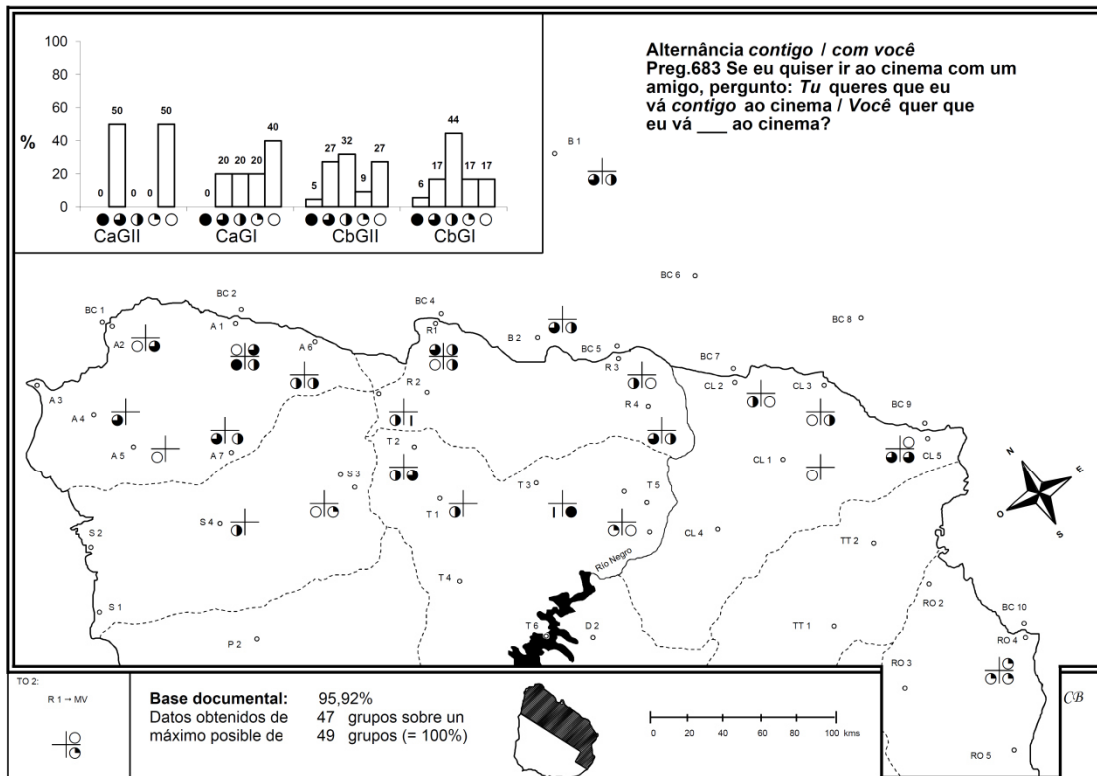 100
80
60
40
20
0
%
0
50
0
0
50
0
20
20
20
40
5
27
32
9
27
6
17
44
17
17
CaGII
CaGI
CbGII
CbGI
Alternância contigo / com você
Preg.683 Se eu quiser ir ao cinema com um
amigo, pergunto: Tu queres que eu
vá contigo ao cinema / Você quer que
eu vá ___ ao cinema?
B 1
BC 6
BC 1
BC 2
BC 4
BC 8
A2
A 1
A 6
R1
B 2
BC 5
BC 7
R 3
CL 2
CL 3
A 3
R 2
A 4
R 4
BC 9
A 5
A 7
T 2
CL 1
CL 5
S 3
T 3
T 5
N
E
O
S
S 4
T 1
S 2
CL 4
TT 2
Río Negro
T 4
S 1
RO 2
P 2
T 6
D 2
TT 1
BC 10
RO 4
RO 3
RO 5
TO 2:
R 1 → MV
Base documental: 95,92%
Datos obtenidos de 47 grupos sobre un
máximo posible de 49 grupos (= 100%)
0 20 40 60 80 100
kms
CB